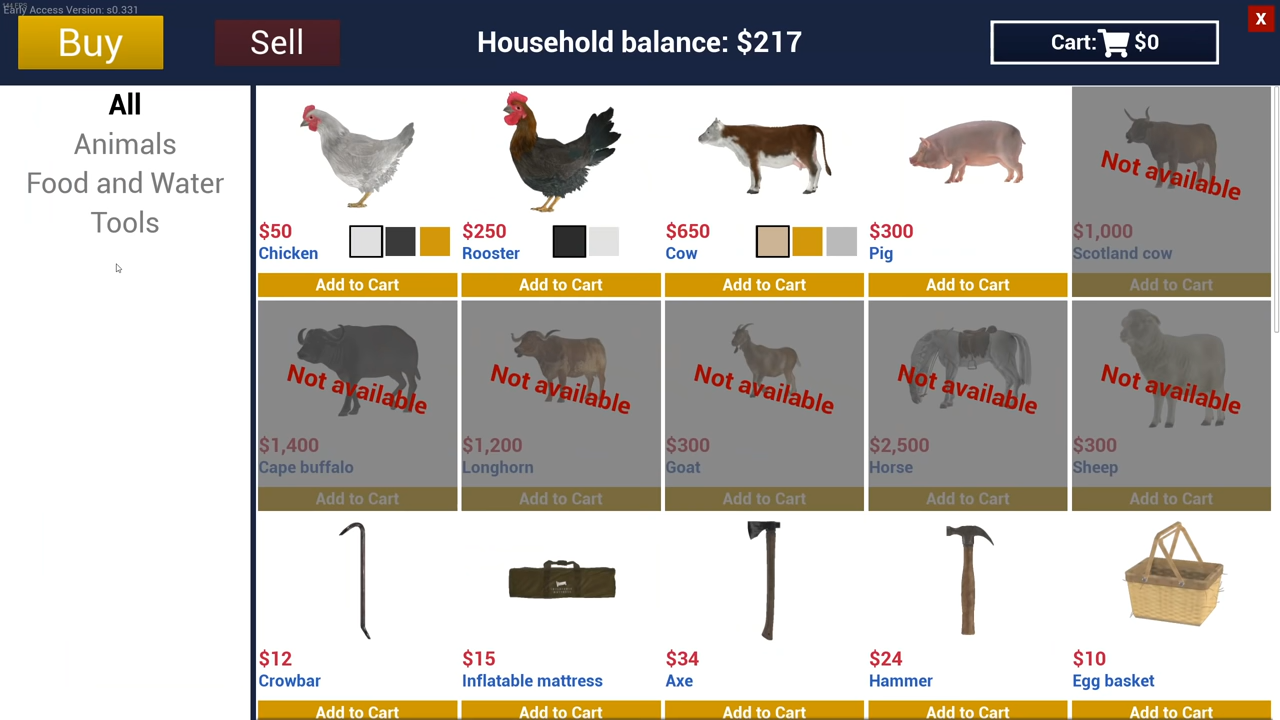 Early Access Version: s0.331
Buy
Sell
Household balance: $217
Cart: $0
X
All
Animals
Food and Water
Tools
$50
Chicken
Add to Cart
$250
Rooster
Add to Cart
$650
Cow
Add to Cart
$300
Pig
Add to Cart
Not available
$1,000
Scotland cow
Add to Cart
Not available
$1,400
Cape buffalo
Add to Cart
Not available
$1,200
Longhorn
Add to Cart
Not available
$300
Goat
Add to Cart
Not available
$2,500
Horse
Add to Cart
Not available
$300
Sheep
Add to Cart
$12
Crowbar
Add to Cart
$15
Inflatable mattress
Add to Cart
$34
Axe
Add to Cart
$24
Hammer
Add to Cart
$10
Egg basket
Add to Cart